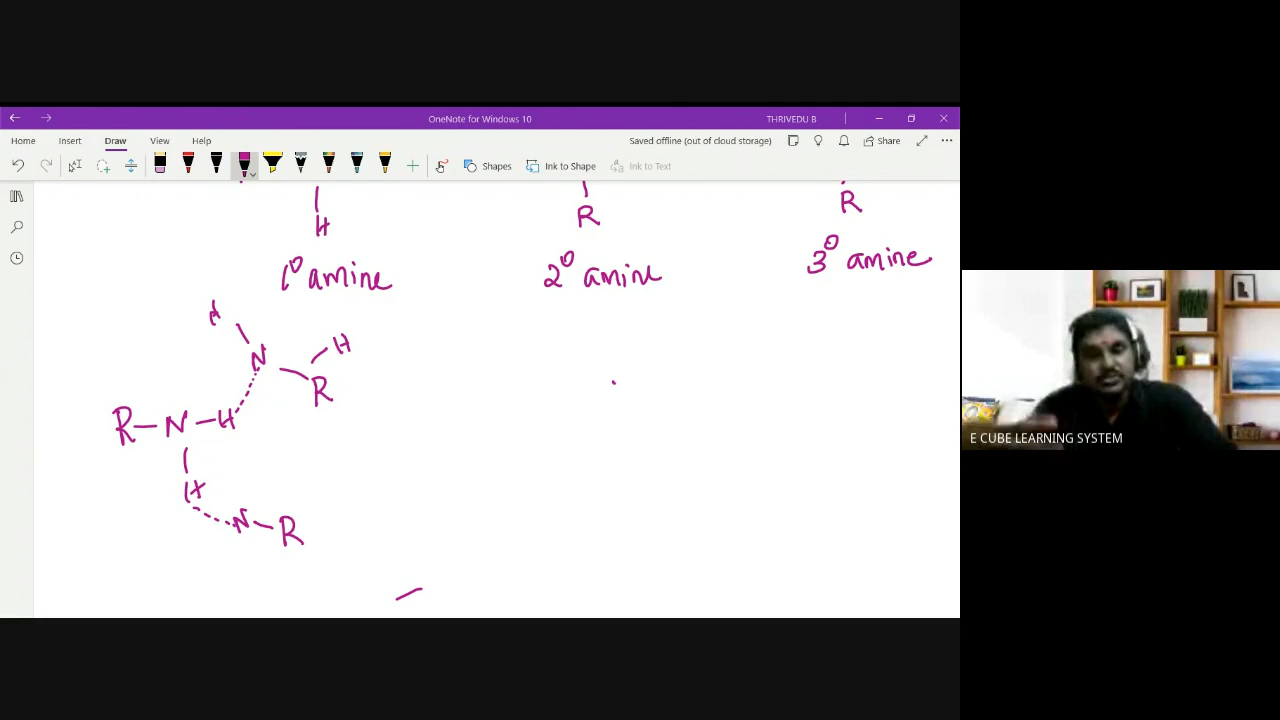 OneNote for Windows 10
THRIVEDU B
Home Insert Draw View Help
Saved offline (out of cloud storage)
Share
Shapes
Ink to Shape
Ink to Text
H
R
R
1° amine
2° amine
3° amine
H
N
H
R
R—N—H
H
N—R
E CUBE LEARNING SYSTEM